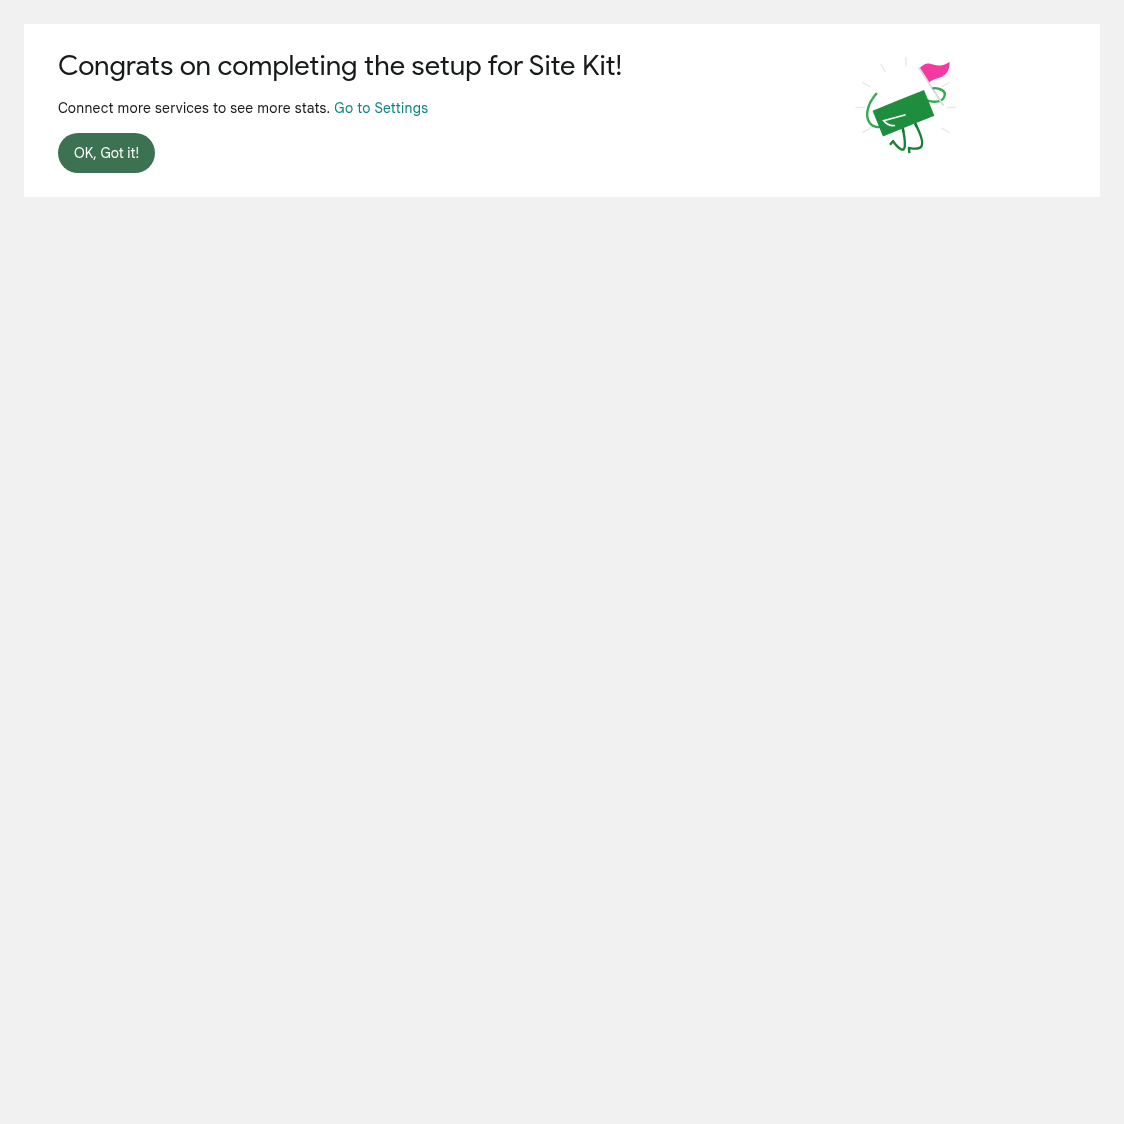 Congrats on completing the setup for Site Kit!
Connect more services to see more stats. Go to Settings
OK, Got it!